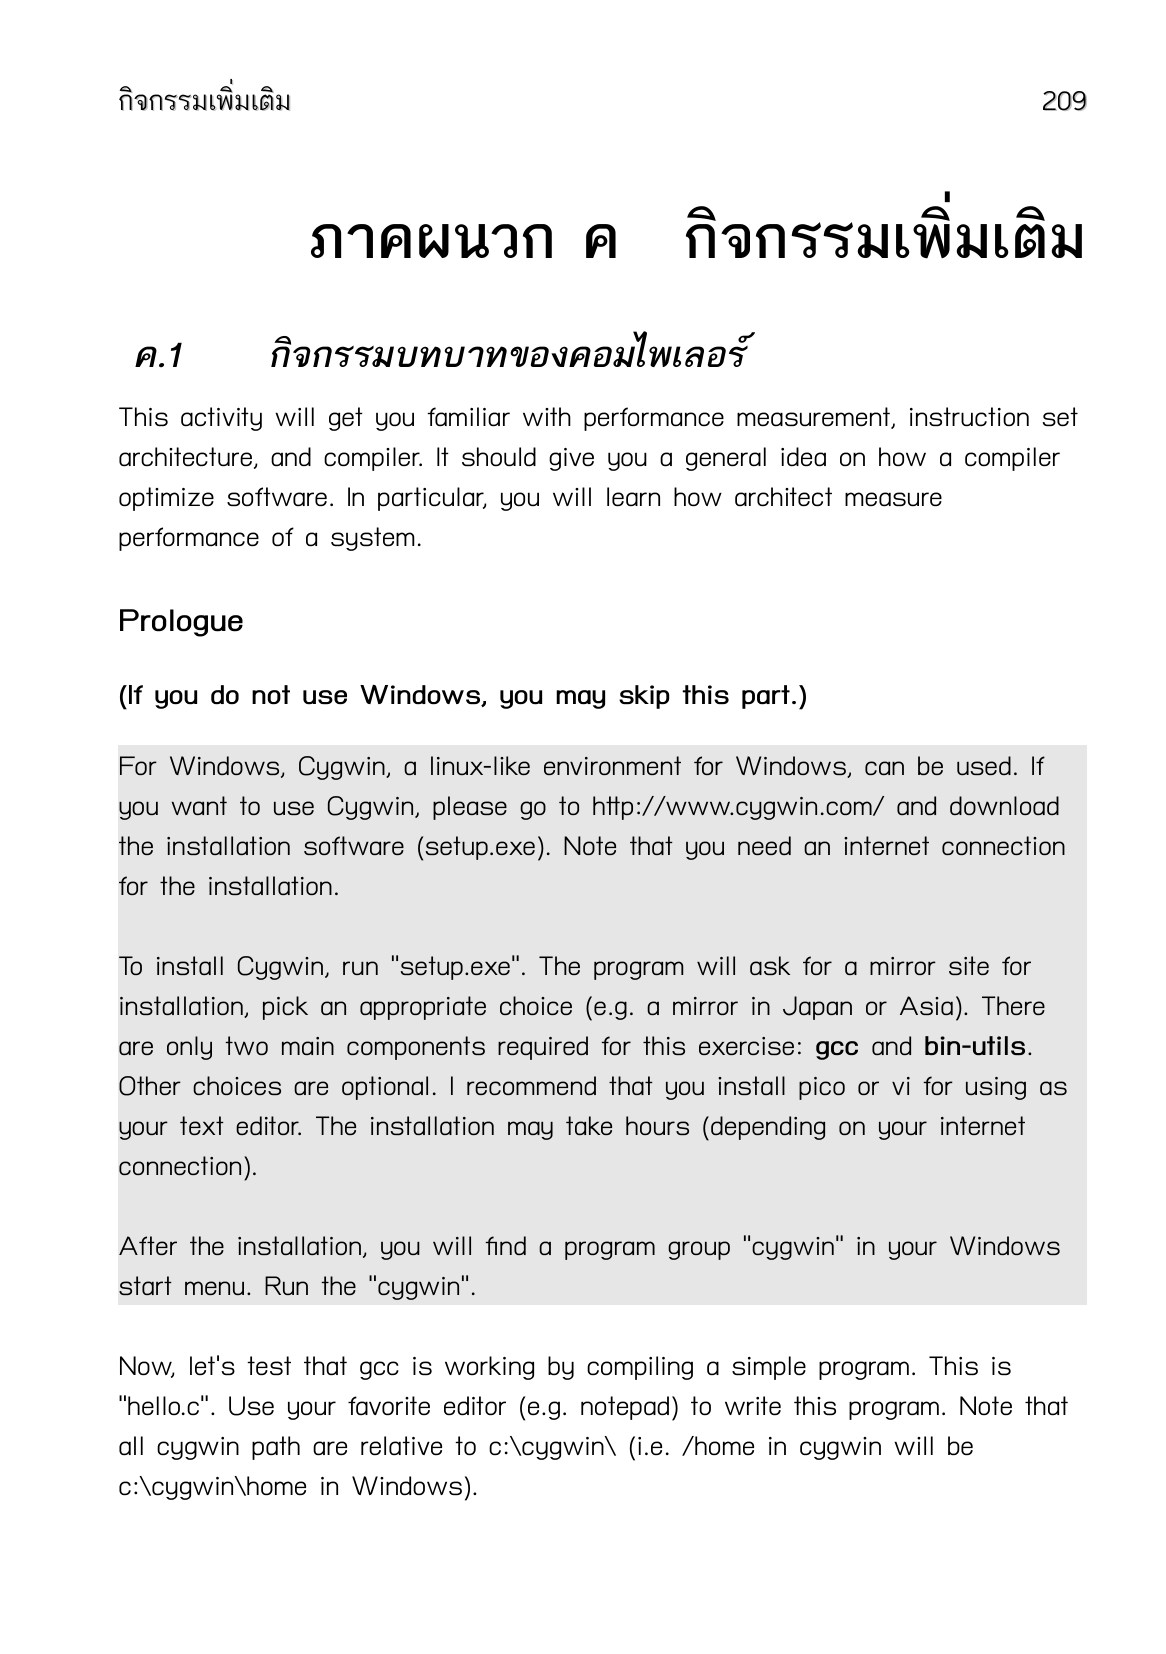 กิจกรรมเพิ่มเติม 209
ภาคผนวก ค กิจกรรมเพิ่มเติม
ค.1 กิจกรรมบทบาทของคอมไพเลอร์
This activity will get you familiar with performance measurement, instruction set
architecture, and compiler. It should give you a general idea on how a compiler
optimize software. In particular, you will learn how architect measure
performance of a system.
Prologue
(If you do not use Windows, you may skip this part.)
For Windows, Cygwin, a linux-like environment for Windows, can be used. If
you want to use Cygwin, please go to http://www.cygwin.com/ and download
the installation software (setup.exe). Note that you need an internet connection
for the installation.
To install Cygwin, run "setup.exe". The program will ask for a mirror site for
installation, pick an appropriate choice (e.g. a mirror in Japan or Asia). There
are only two main components required for this exercise: gcc and bin-utils.
Other choices are optional. I recommend that you install pico or vi for using as
your text editor. The installation may take hours (depending on your internet
connection).
After the installation, you will find a program group "cygwin" in your Windows
start menu. Run the "cygwin".
Now, let's test that gcc is working by compiling a simple program. This is
"hello.c". Use your favorite editor (e.g. notepad) to write this program. Note that
all cygwin path are relative to c:\cygwin\ (i.e. /home in cygwin will be
c:\cygwin\home in Windows).